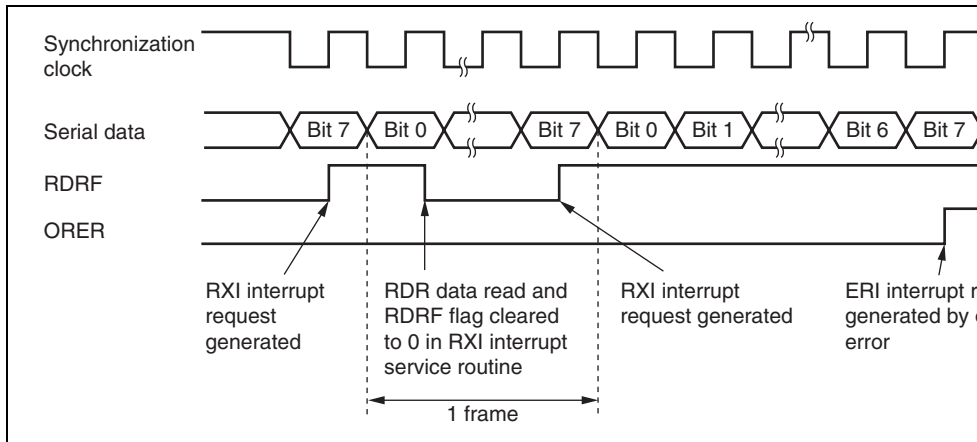 Synchronization
clock
Serial data
Bit 7 Bit 0 Bit 7 Bit 0 Bit 1 Bit 6 Bit 7
RDRF
ORER
RXI interrupt
request
generated
RDR data read and
RDRF flag cleared
to 0 in RXI interrupt
service routine
RXI interrupt
request generated
ERI interrupt
generated by
error
1 frame